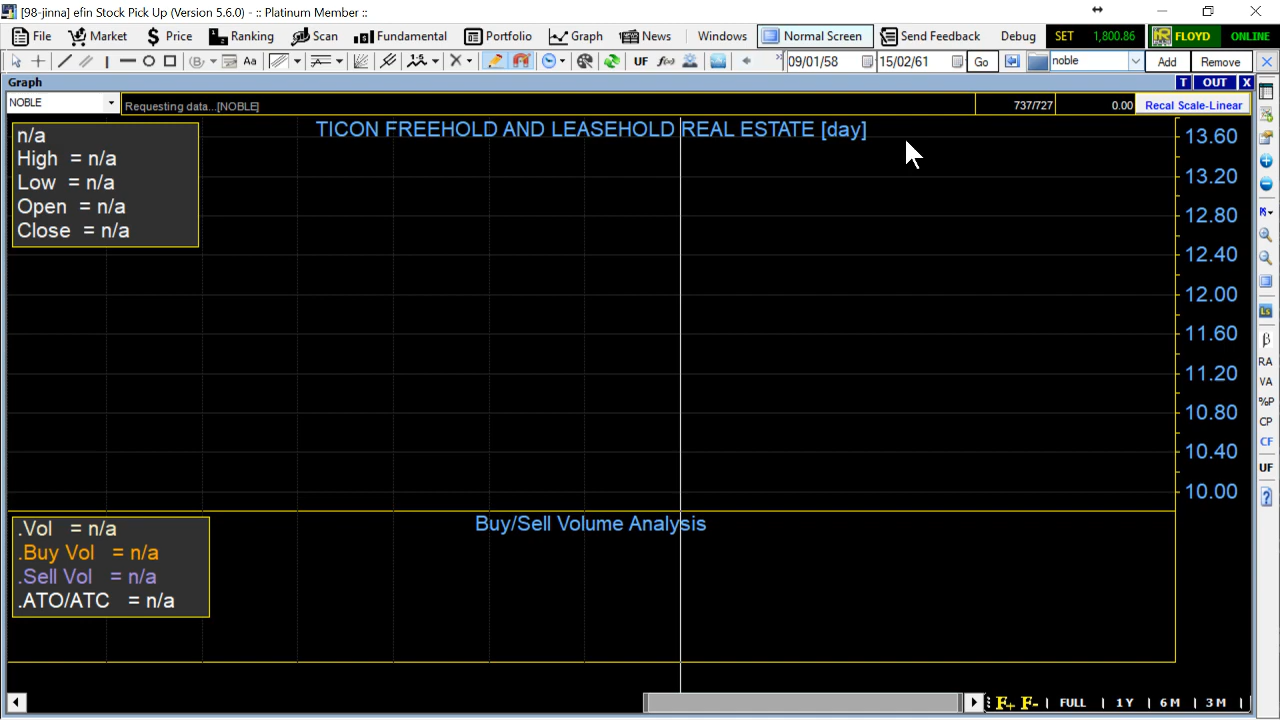 [98-jinna] efin Stock Pick Up (Version 5.6.0) - :: Platinum Member ::
File Market Price Ranking Scan Fundamental Portfolio Graph News Windows Normal Screen Send Feedback Debug SET 1,800.86 FLOYD ONLINE
Aa UF f(x) 09/01/58 15/02/61 Go noble Add Remove
Graph T OUT X
NOBLE Requesting data...[NOBLE] 737/727 0.00 Recal Scale-Linear
TICON FREEHOLD AND LEASEHOLD REAL ESTATE [day]
n/a
High = n/a
Low = n/a
Open = n/a
Close = n/a
13.60
13.20
12.80
12.40
12.00
11.60
11.20
10.80
10.40
10.00
Buy/Sell Volume Analysis
.Vol = n/a
.Buy Vol = n/a
.Sell Vol = n/a
.ATO/ATC = n/a
Ls
β
RA
VA
%P
CP
CF
UF
F+ F- | FULL | 1 Y | 6 M | 3 M |